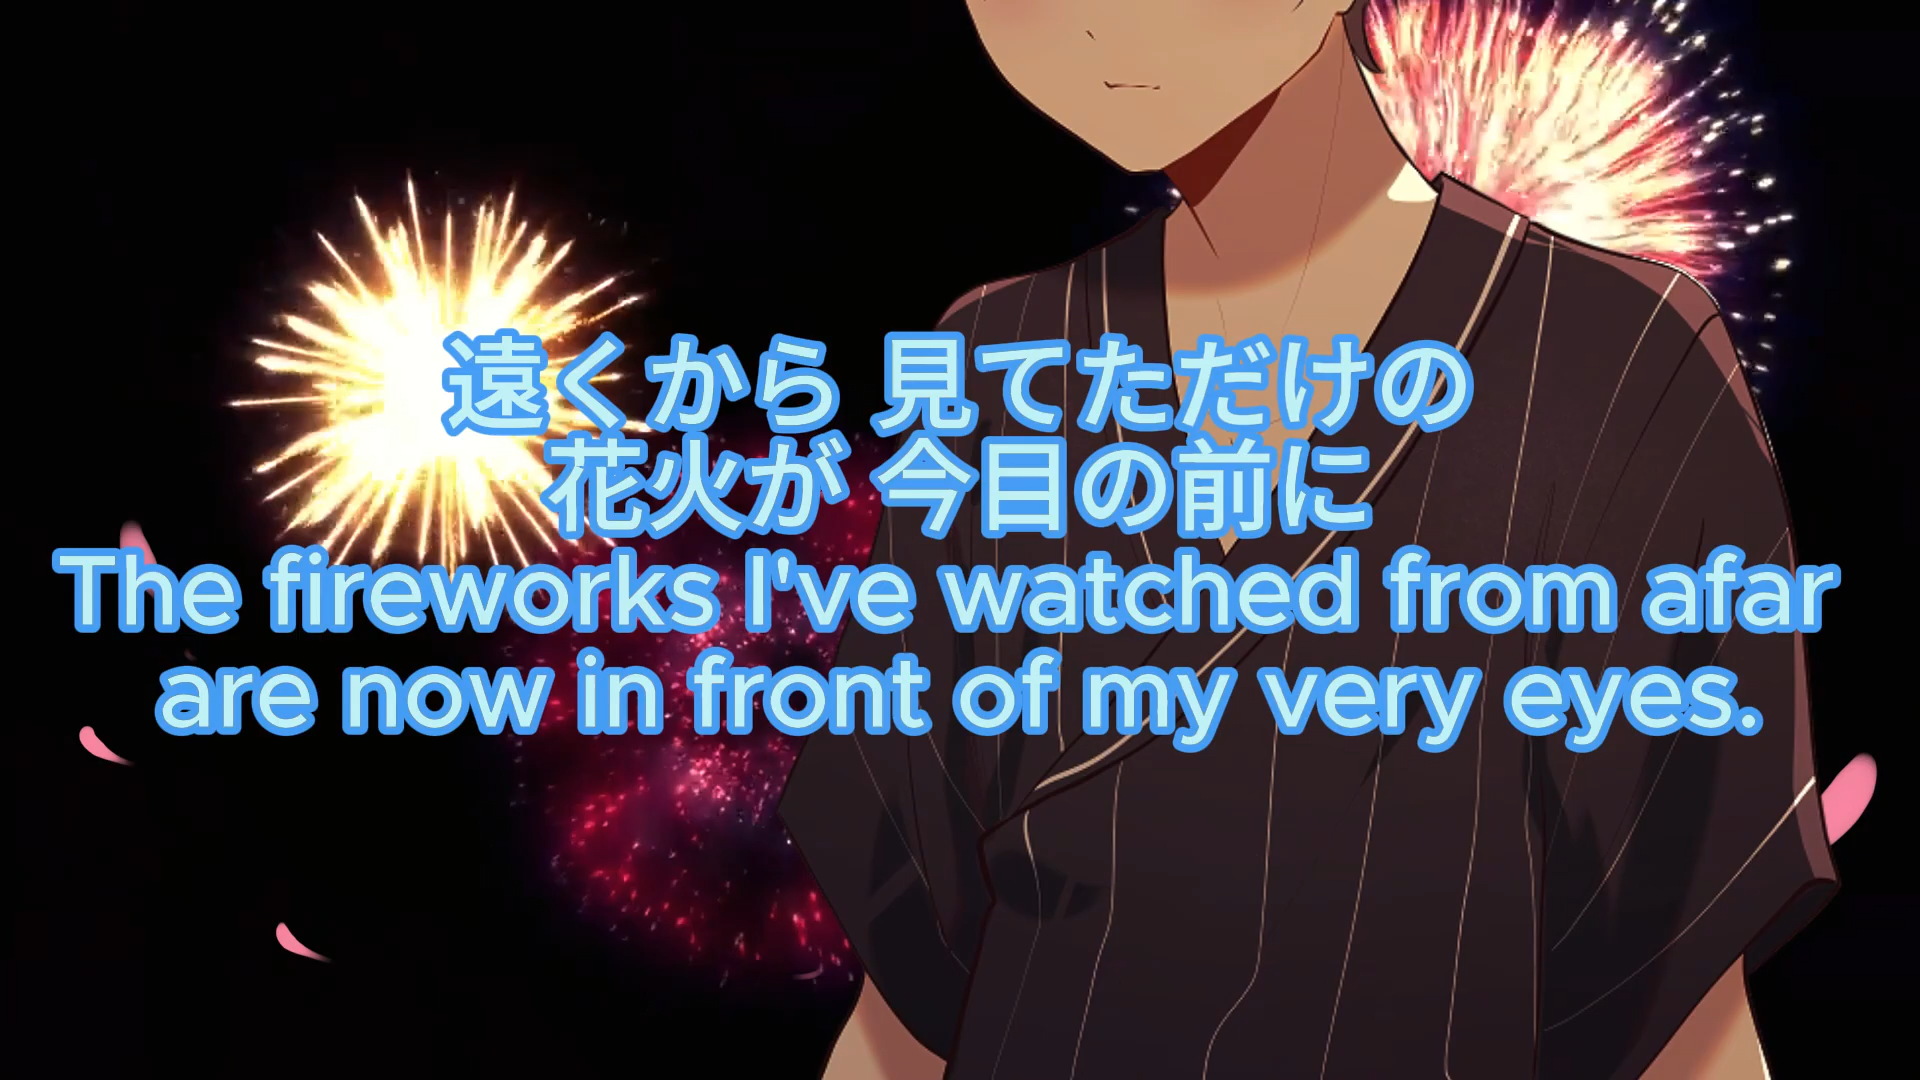 遠くから 見てただけの
花火が 今目の前に
The fireworks I've watched from afar
are now in front of my very eyes.